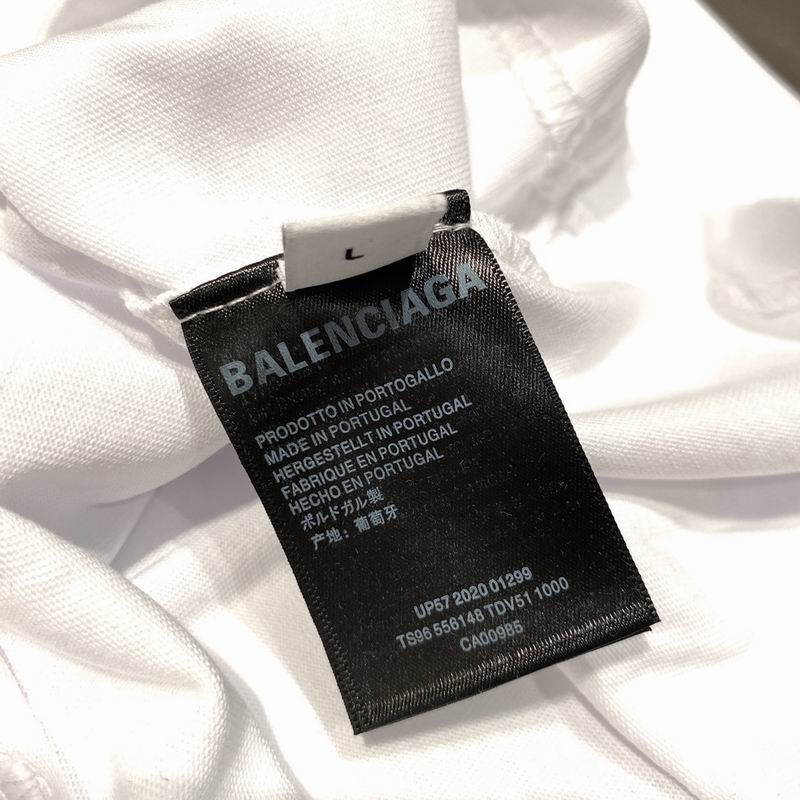 L
BALENCIAGA
PRODOTTO IN PORTOGALLO
MADE IN PORTUGAL
HERGESTELLT IN PORTUGAL
FABRIQUE EN PORTUGAL
HECHO EN PORTUGAL
ポルドガル製
产地：葡萄牙
UP57 2020 01299
TS96 556148 TDV51 1000
CA00985